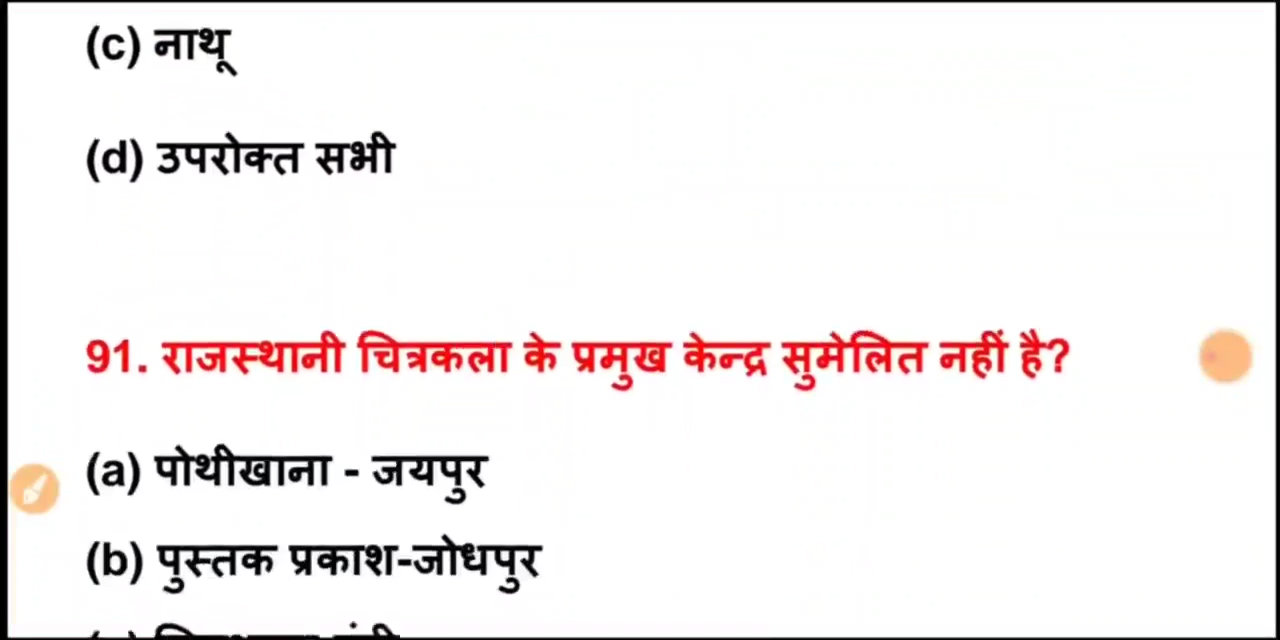 (c) नाथू
(d) उपरोक्त सभी
91. राजस्थानी चित्रकला के प्रमुख केन्द्र सुमेलित नहीं है?
(a) पोथीखाना - जयपुर
(b) पुस्तक प्रकाश-जोधपुर